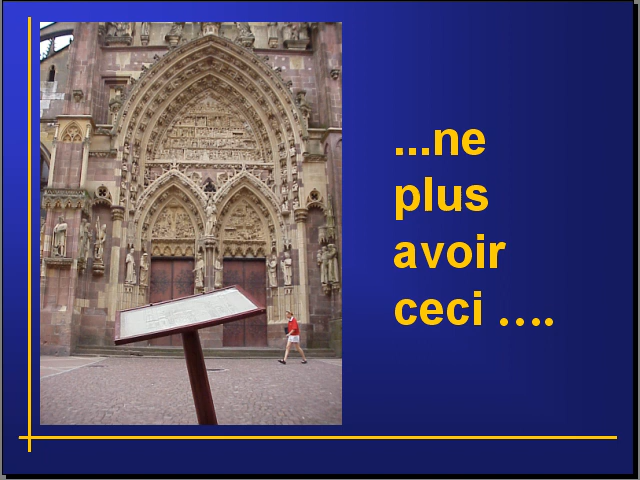 ...ne
plus
avoir
ceci ….